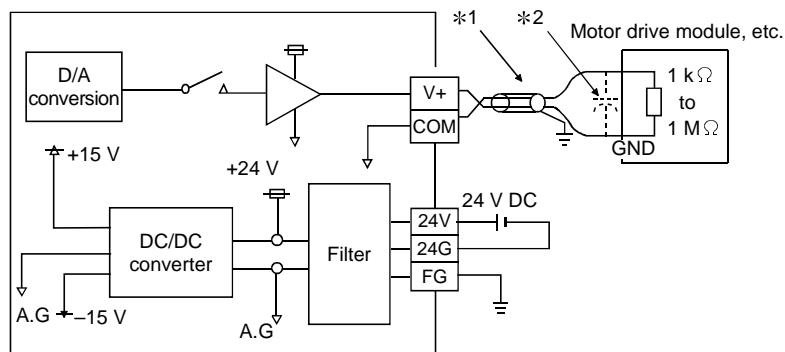 *1
*2
Motor drive module, etc.
D/A
conversion
V+
COM
1 kΩ
to
1 MΩ
GND
+15 V
+24 V
24 V DC
DC/DC
converter
Filter
24V
24G
FG
A.G
–15 V
A.G